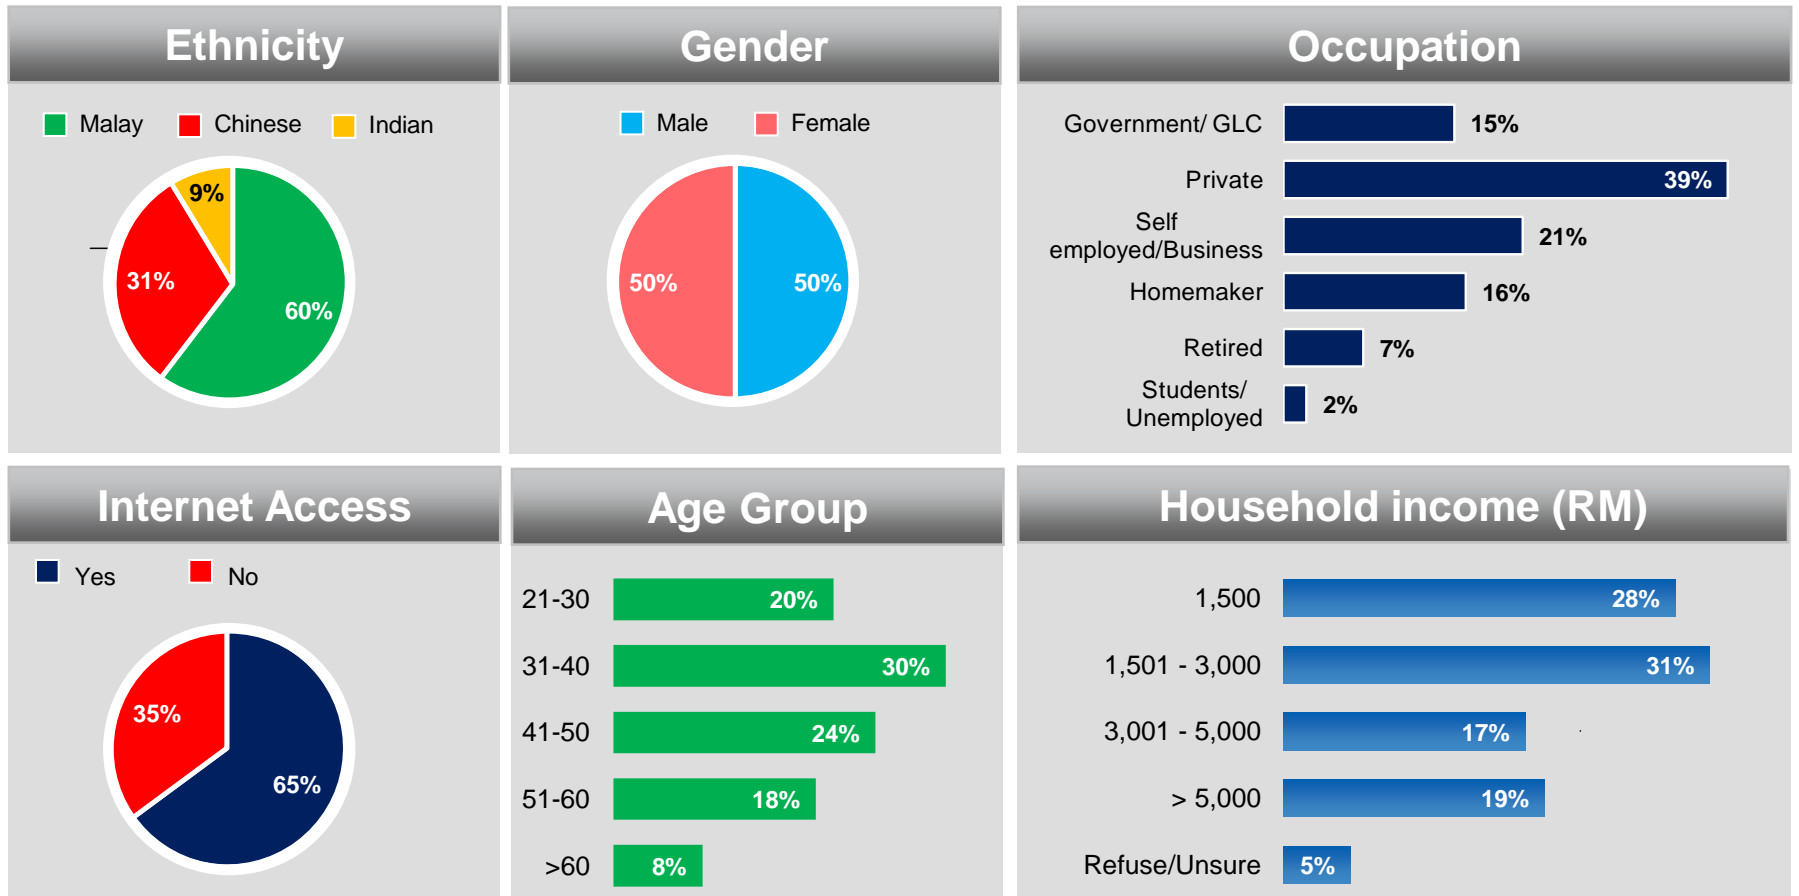 Ethnicity
Malay Chinese Indian
9%
31%
60%
Gender
Male Female
50% 50%
Occupation
Government/ GLC 15%
Private 39%
Self
employed/Business 21%
Homemaker 16%
Retired 7%
Students/
Unemployed 2%
Internet Access
Yes No
35%
65%
Age Group
21-30 20%
31-40 30%
41-50 24%
51-60 18%
>60 8%
Household income (RM)
1,500 28%
1,501 - 3,000 31%
3,001 - 5,000 17%
> 5,000 19%
Refuse/Unsure 5%